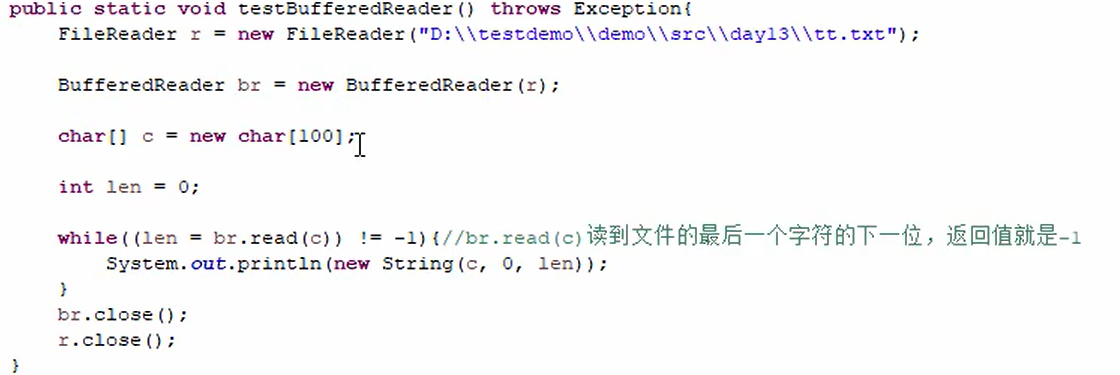 public static void testBufferedReader() throws Exception{
    FileReader r = new FileReader("D:\\testdemo\\demo\\src\\day13\\tt.txt");
    BufferedReader br = new BufferedReader(r);
    char[] c = new char[100];
    int len = 0;
    while((len = br.read(c)) != -1){//br.read(c)读到文件的最后一个字符的下一位，返回值就是-1
        System.out.println(new String(c, 0, len));
    }
    br.close();
    r.close();
}